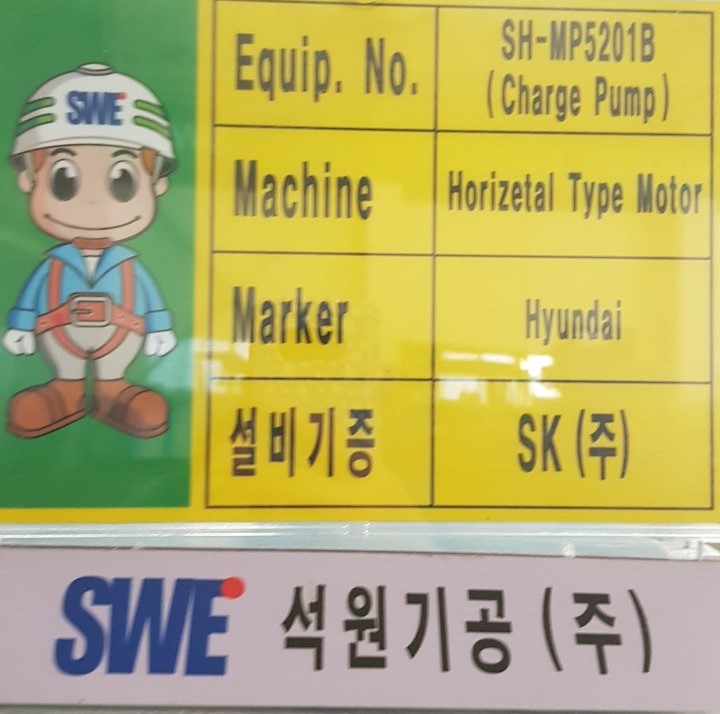 SWE
Equip. No. SH-MP5201B
(Charge Pump)
Machine Horizetal Type Motor
Marker Hyundai
설비기증 SK(주)
SWE 석원기공(주)